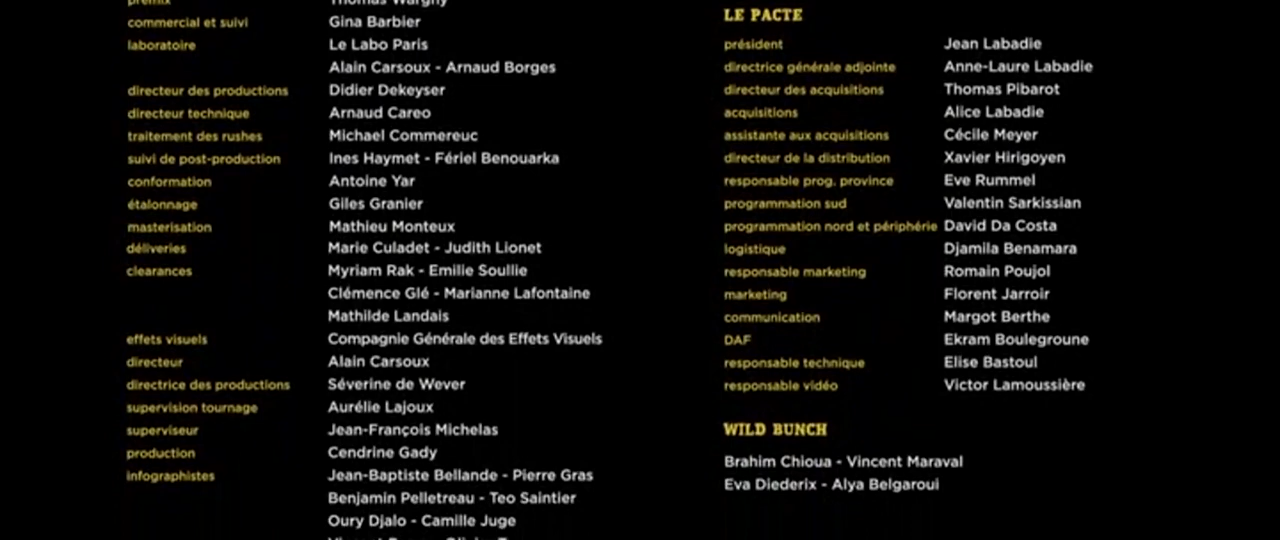 premix Thomas Wargny
commercial et suivi Gina Barbier
laboratoire Le Labo Paris
Alain Carsoux - Arnaud Borges
directeur des productions Didier Dekeyser
directeur technique Arnaud Careo
traitement des rushes Michael Commereuc
suivi de post-production Ines Haymet - Fériel Benouarka
conformation Antoine Yar
étalonnage Giles Granier
masterisation Mathieu Monteux
déliveries Marie Culadet - Judith Lionet
clearances Myriam Rak - Emilie Soullie
Clémence Glé - Marianne Lafontaine
Mathilde Landais
effets visuels Compagnie Générale des Effets Visuels
directeur Alain Carsoux
directrice des productions Séverine de Wever
supervision tournage Aurélie Lajoux
superviseur Jean-François Michelas
production Cendrine Gady
infographistes Jean-Baptiste Bellande - Pierre Gras
Benjamin Pelletreau - Teo Saintier
Oury Djalo - Camille Juge
LE PACTE
président Jean Labadie
directrice générale adjointe Anne-Laure Labadie
directeur des acquisitions Thomas Pibarot
acquisitions Alice Labadie
assistante aux acquisitions Cécile Meyer
directeur de la distribution Xavier Hirigoyen
responsable prog. province Eve Rummel
programmation sud Valentin Sarkissian
programmation nord et périphérie David Da Costa
logistique Djamila Benamara
responsable marketing Romain Poujol
marketing Florent Jarroir
communication Margot Berthe
DAF Ekram Boulegroune
responsable technique Elise Bastoul
responsable vidéo Victor Lamoussière
WILD BUNCH
Brahim Chioua - Vincent Maraval
Eva Diederix - Alya Belgaroui